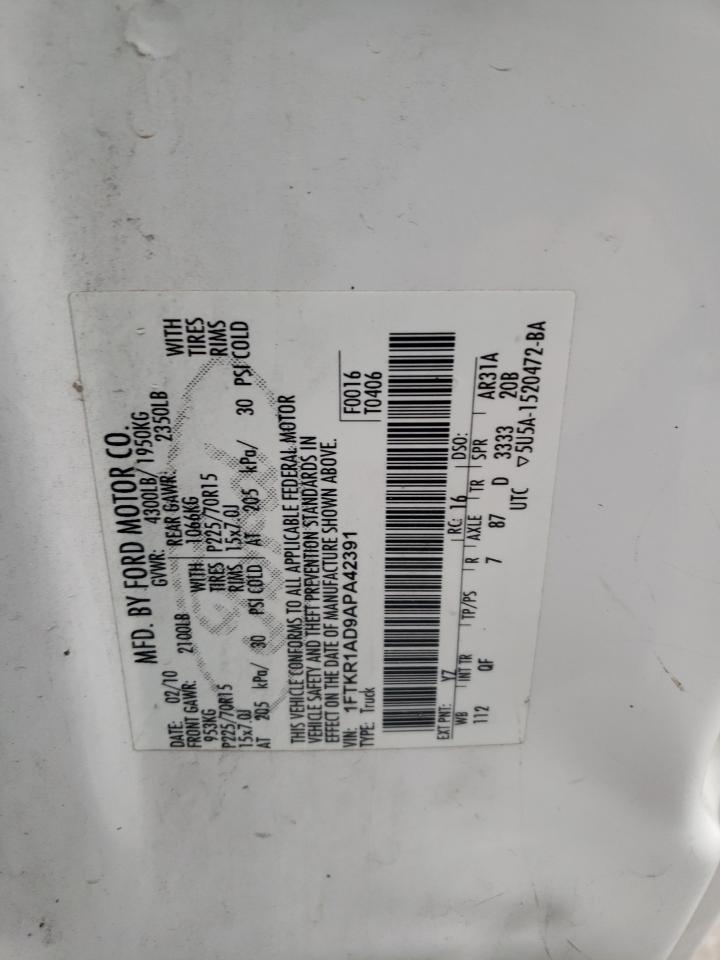 MFD. BY FORD MOTOR CO.
DATE: 02/10 GVWR: 4300LB/ 1950KG
FRONT GAWR: 2100LB REAR GAWR: 2350LB
953KG WITH 1066KG WITH
P225/70R15 TIRES P225/70R15 TIRES
15x7.0J RIMS 15x7.0J RIMS
AT 205 kPa/ 30 PSI COLD AT 205 kPa/ 30 PSI COLD
THIS VEHICLE CONFORMS TO ALL APPLICABLE FEDERAL MOTOR
VEHICLE SAFETY AND THEFT PREVENTION STANDARDS IN
EFFECT ON THE DATE OF MANUFACTURE SHOWN ABOVE.
VIN: 1FTKR1AD9APA42391 F0016
TYPE: Truck T0406
EXT PNT: YZ RC: 16 DSO:
WB INT TR TP/PS R AXLE TR SPR AR31A
112 QF 7 87 D 3333 20B
UTC ▽5U5A-1520472-BA